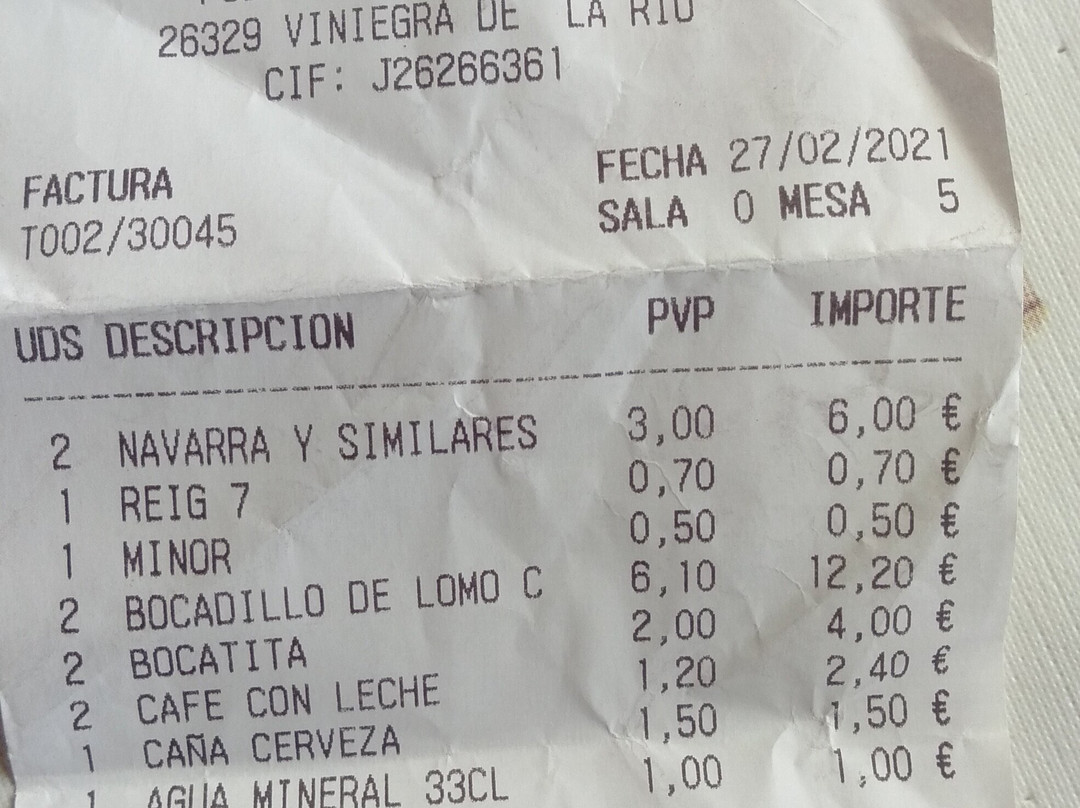 26329 VINIEGRA DE LA RIO
CIF: J26266361
FACTURA
T002/30045
FECHA 27/02/2021
SALA 0 MESA 5
UDS DESCRIPCION PVP IMPORTE
2 NAVARRA Y SIMILARES 3,00 6,00 €
1 REIG 7 0,70 0,70 €
1 MINOR 0,50 0,50 €
2 BOCADILLO DE LOMO C 6,10 12,20 €
2 BOCATITA 2,00 4,00 €
2 CAFE CON LECHE 1,20 2,40 €
1 CAÑA CERVEZA 1,50 1,50 €
1 AGUA MINERAL 33CL 1,00 1,00 €